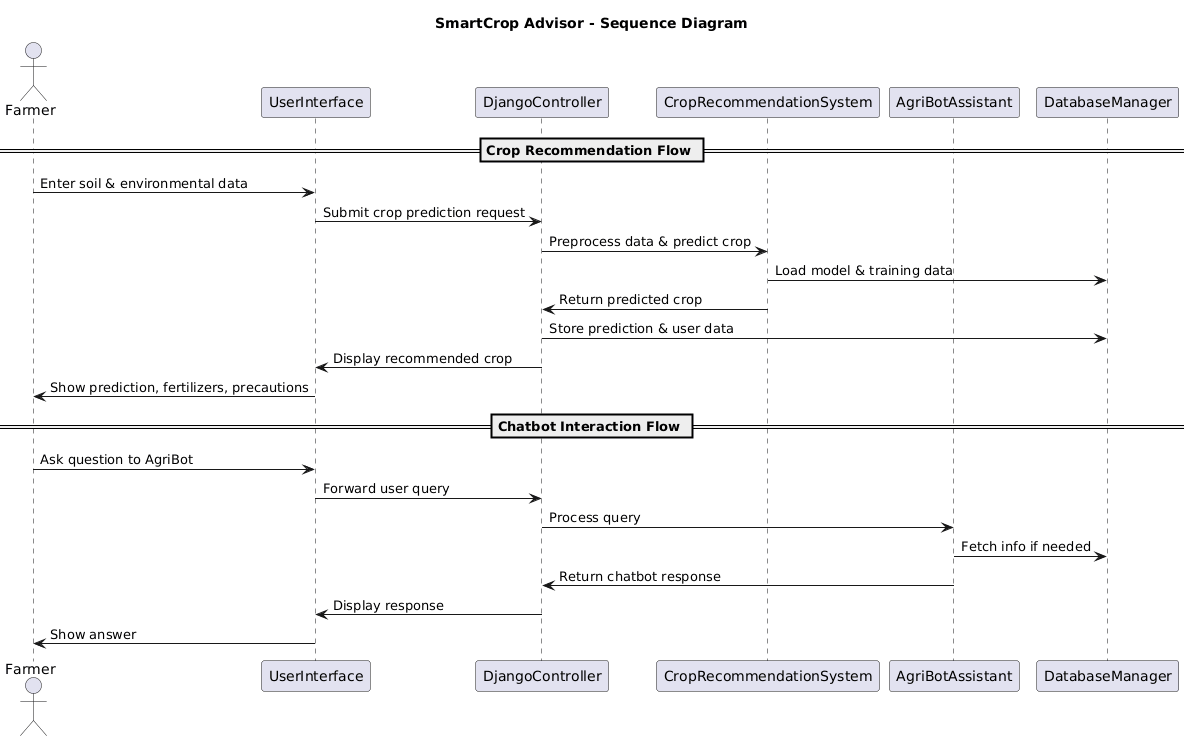 SmartCrop Advisor - Sequence Diagram
Farmer
UserInterface
DjangoController
CropRecommendationSystem
AgriBotAssistant
DatabaseManager
Crop Recommendation Flow
Enter soil & environmental data
Submit crop prediction request
Preprocess data & predict crop
Load model & training data
Return predicted crop
Store prediction & user data
Display recommended crop
Show prediction, fertilizers, precautions
Chatbot Interaction Flow
Ask question to AgriBot
Forward user query
Process query
Fetch info if needed
Return chatbot response
Display response
Show answer
Farmer
UserInterface
DjangoController
CropRecommendationSystem
AgriBotAssistant
DatabaseManager